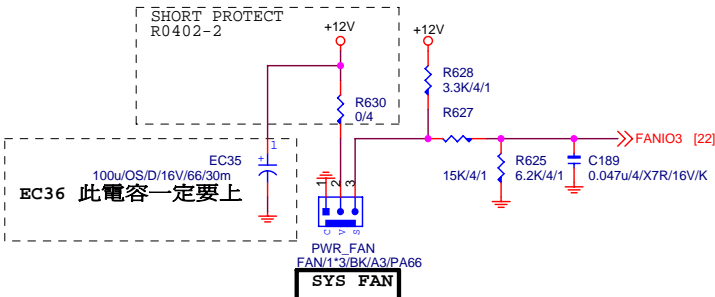 SHORT PROTECT
R0402-2
+12V
+12V
R628
3.3K/4/1
R630
0/4
R627
FANIO3 [22]
1
EC35
+
100u/OS/D/16V/66/30m
EC36 此電容一定要上
15K/4/1
R625
6.2K/4/1
C189
0.047u/4/X7R/16V/K
1
2
3
C
V
S
PWR_FAN
FAN/1*3/BK/A3/PA66
SYS FAN